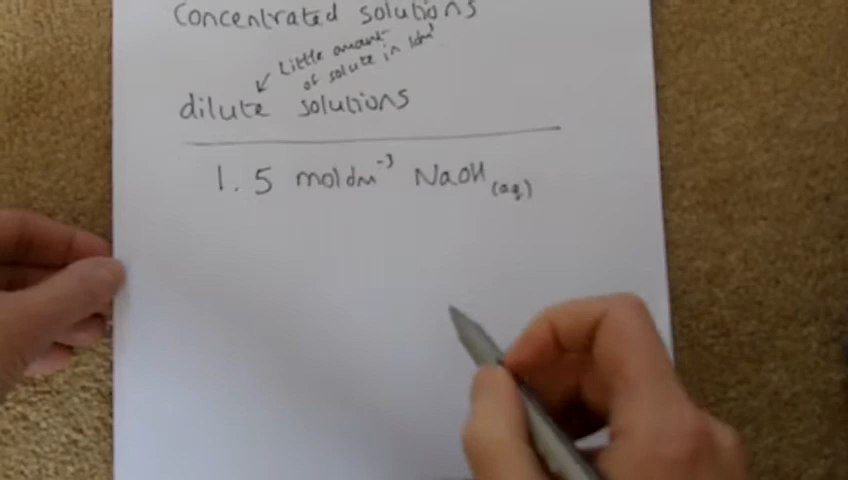 Concentrated solutions
Little amount
of solute in 1dm³
dilute solutions
1.5 moldm⁻³ NaOH(aq)